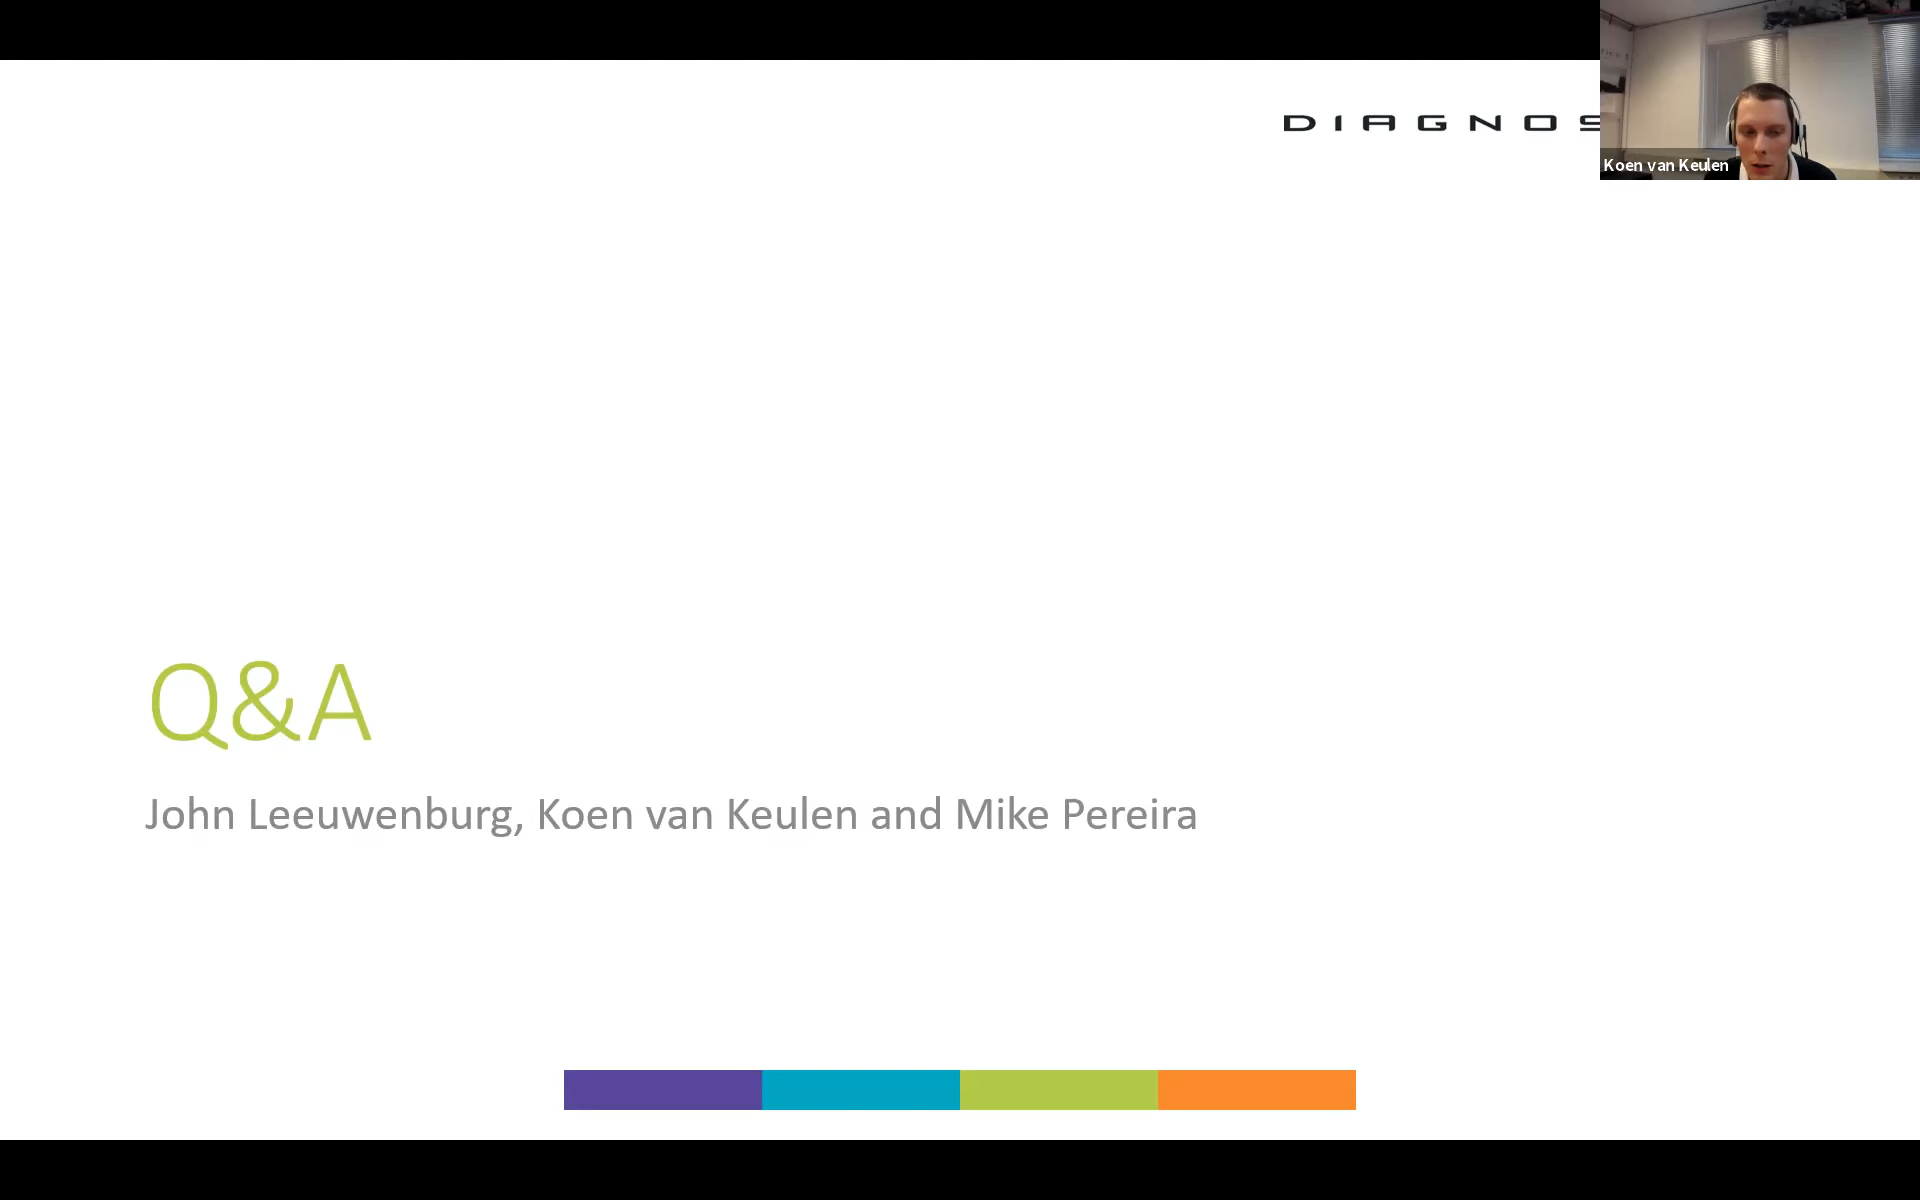 DIAGNOS
Koen van Keulen
Q&A
John Leeuwenburg, Koen van Keulen and Mike Pereira